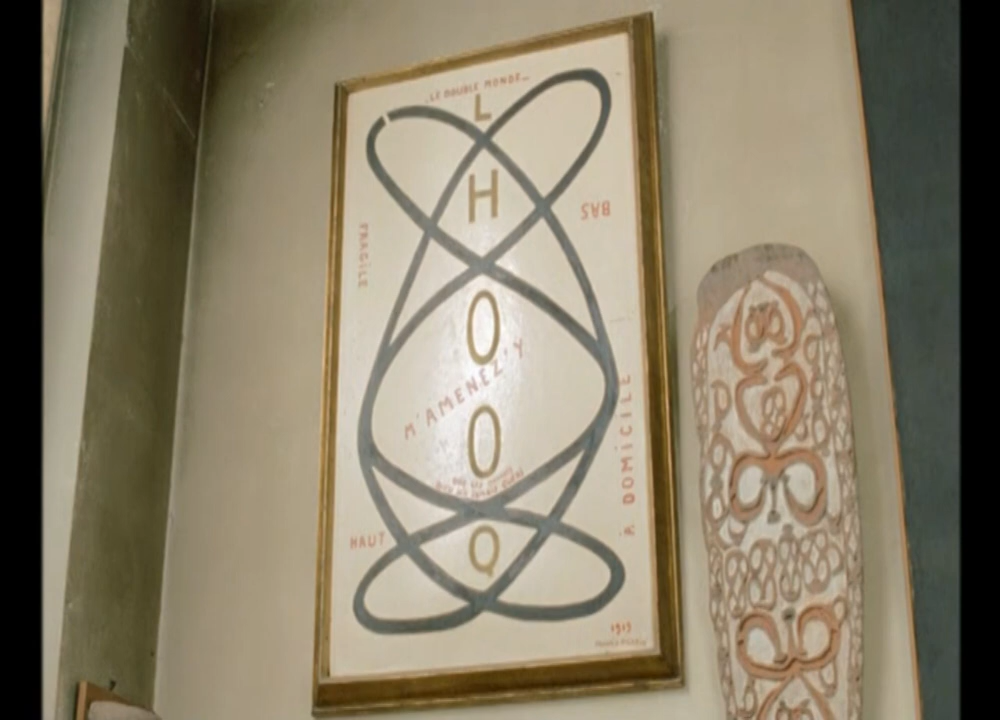 LE DOUBLE MONDE
L
H
O
O
Q
FRAGILE
BAS
M'AMENEZ'Y
À DOMICILE
HAUT
1919